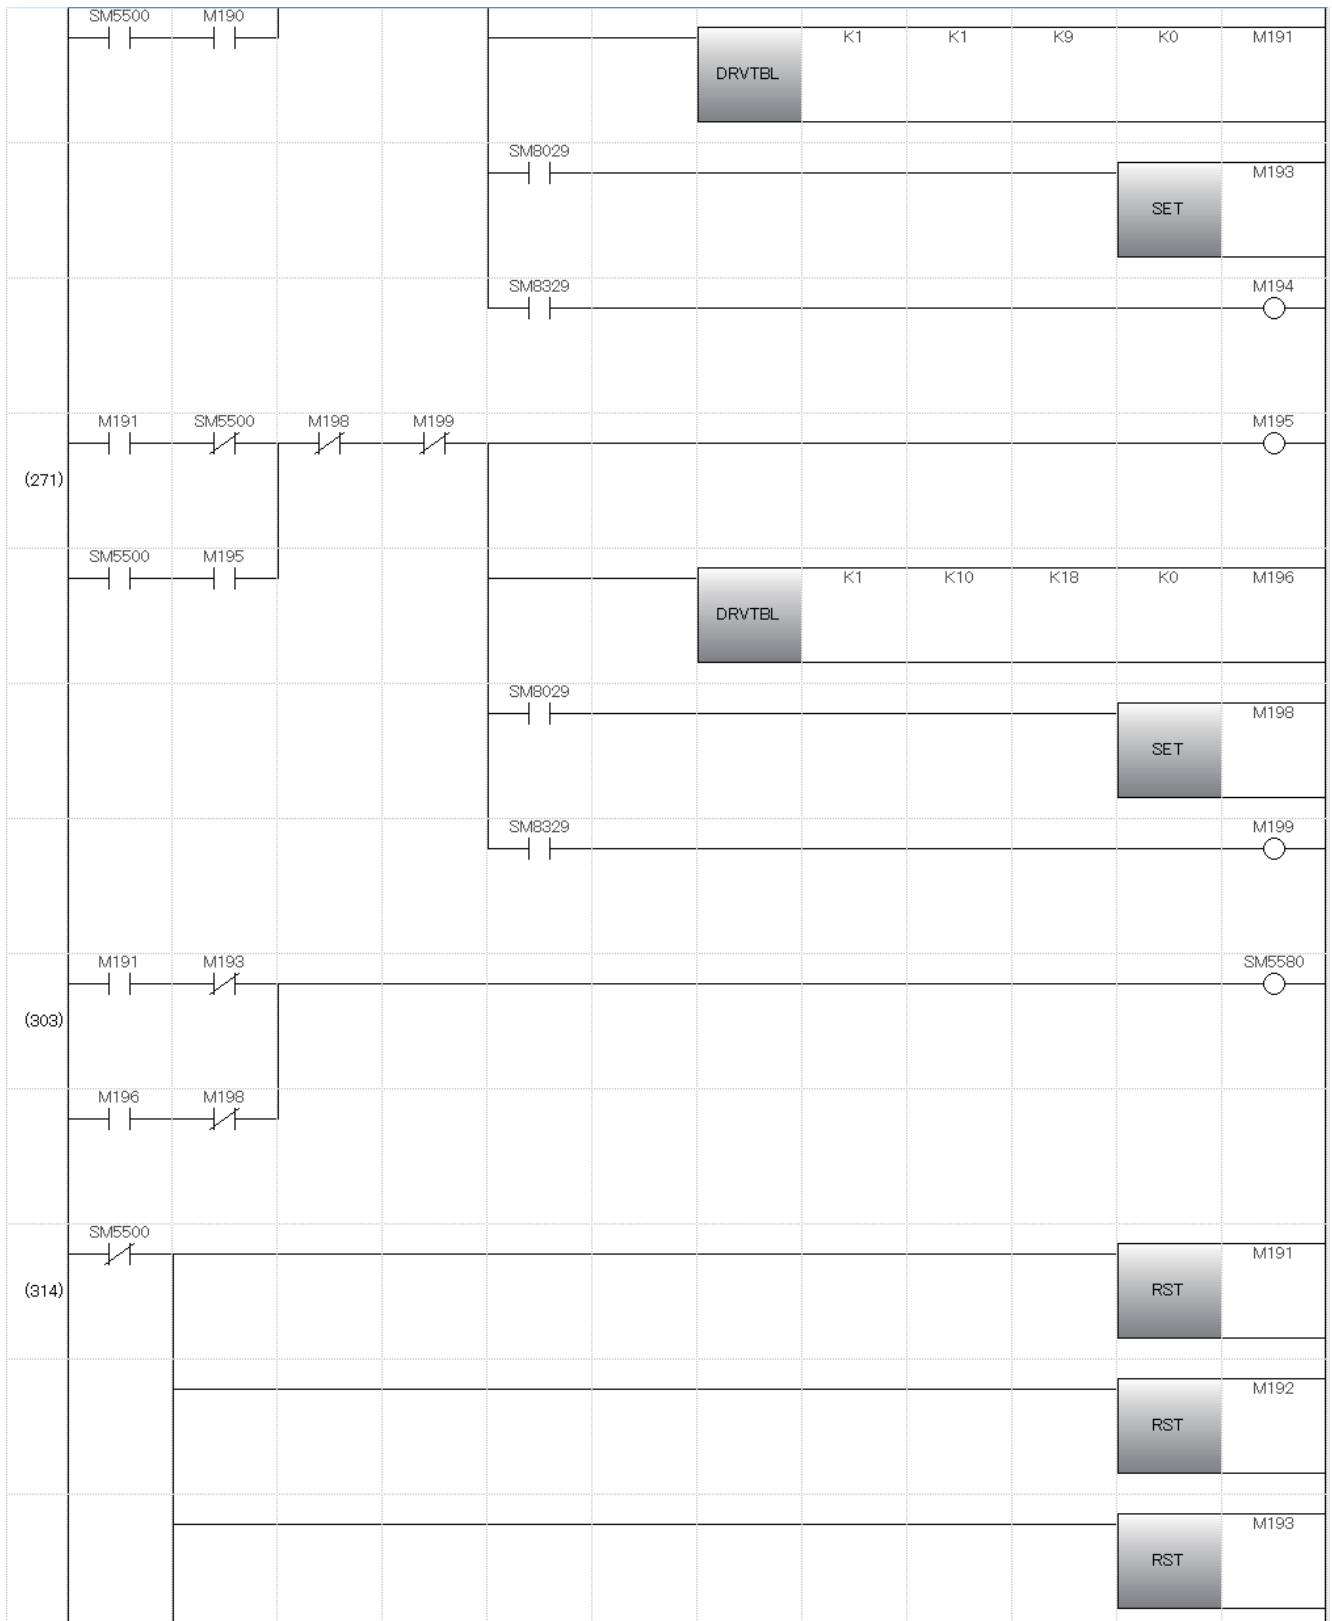 SM5500 M190
DRVTBL K1 K1 K9 K0 M191
SM8029
SET M193
SM8329 M194
M191 SM5500 M198 M199 M195
(271)
SM5500 M195
DRVTBL K1 K10 K18 K0 M196
SM8029
SET M198
SM8329 M199
M191 M193 SM5580
(303)
M196 M198
SM5500
(314) RST M191
RST M192
RST M193